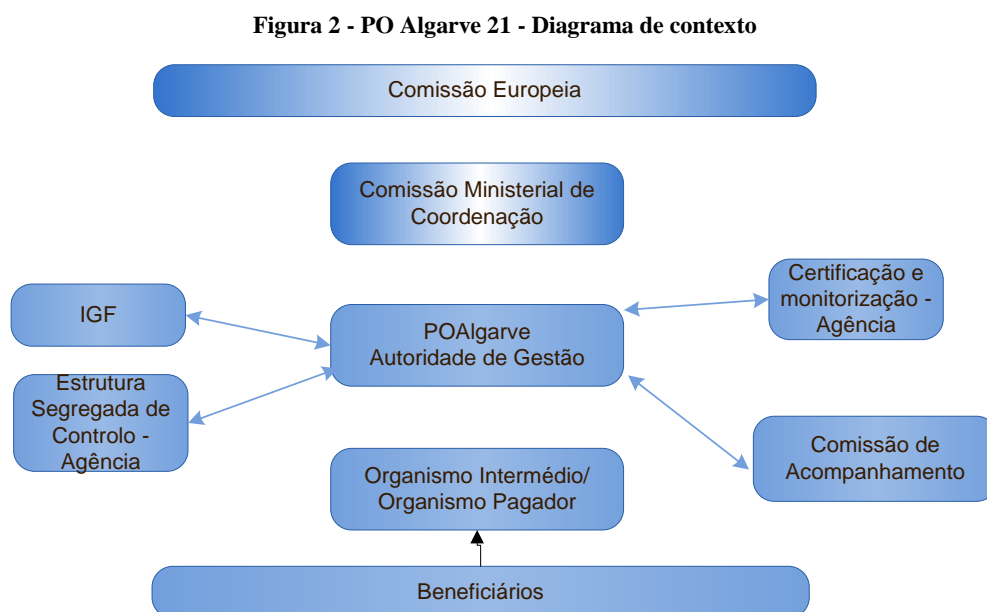 Figura 2 - PO Algarve 21 - Diagrama de contexto
Comissão Europeia
Comissão Ministerial de
Coordenação
IGF
POAlgarve
Autoridade de Gestão
Certificação e
monitorização -
Agência
Estrutura
Segregada de
Controlo -
Agência
Organismo Intermédio/
Organismo Pagador
Comissão de
Acompanhamento
Beneficiários